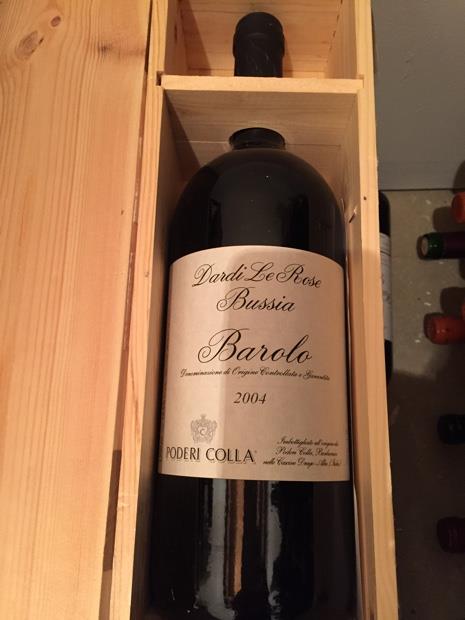 Dardi Le Rose
Bussia
Barolo
Denominazione di Origine Controllata e Garantita
2004
PODERI COLLA
Imbottigliato all'origine
Poderi Colla, Barbaresco
nelle Cascine Drago - Alba (Italia)